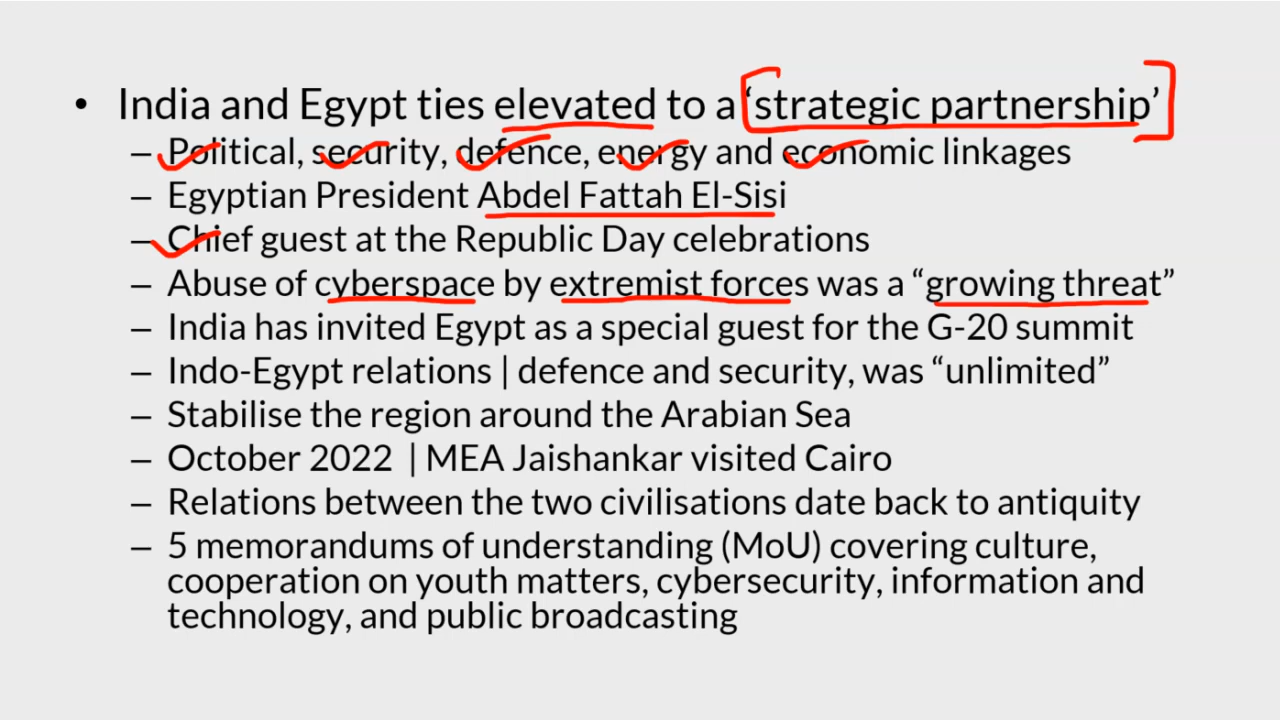 • India and Egypt ties elevated to a ‘strategic partnership’
– Political, security, defence, energy and economic linkages
– Egyptian President Abdel Fattah El-Sisi
– Chief guest at the Republic Day celebrations
– Abuse of cyberspace by extremist forces was a “growing threat”
– India has invited Egypt as a special guest for the G-20 summit
– Indo-Egypt relations | defence and security, was “unlimited”
– Stabilise the region around the Arabian Sea
– October 2022 | MEA Jaishankar visited Cairo
– Relations between the two civilisations date back to antiquity
– 5 memorandums of understanding (MoU) covering culture,
cooperation on youth matters, cybersecurity, information and
technology, and public broadcasting